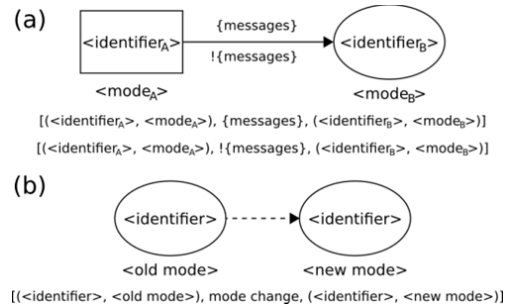 (a)
{messages}
<identifierA> <identifierB>
!{messages}
<modeA> <modeB>
[(<identifierA>, <modeA>), {messages}, (<identifierB>, <modeB>)]
[(<identifierA>, <modeA>), !{messages}, (<identifierB>, <modeB>)]
(b)
<identifier> <identifier>
<old mode> <new mode>
[(<identifier>, <old mode>), mode change, (<identifier>, <new mode>)]